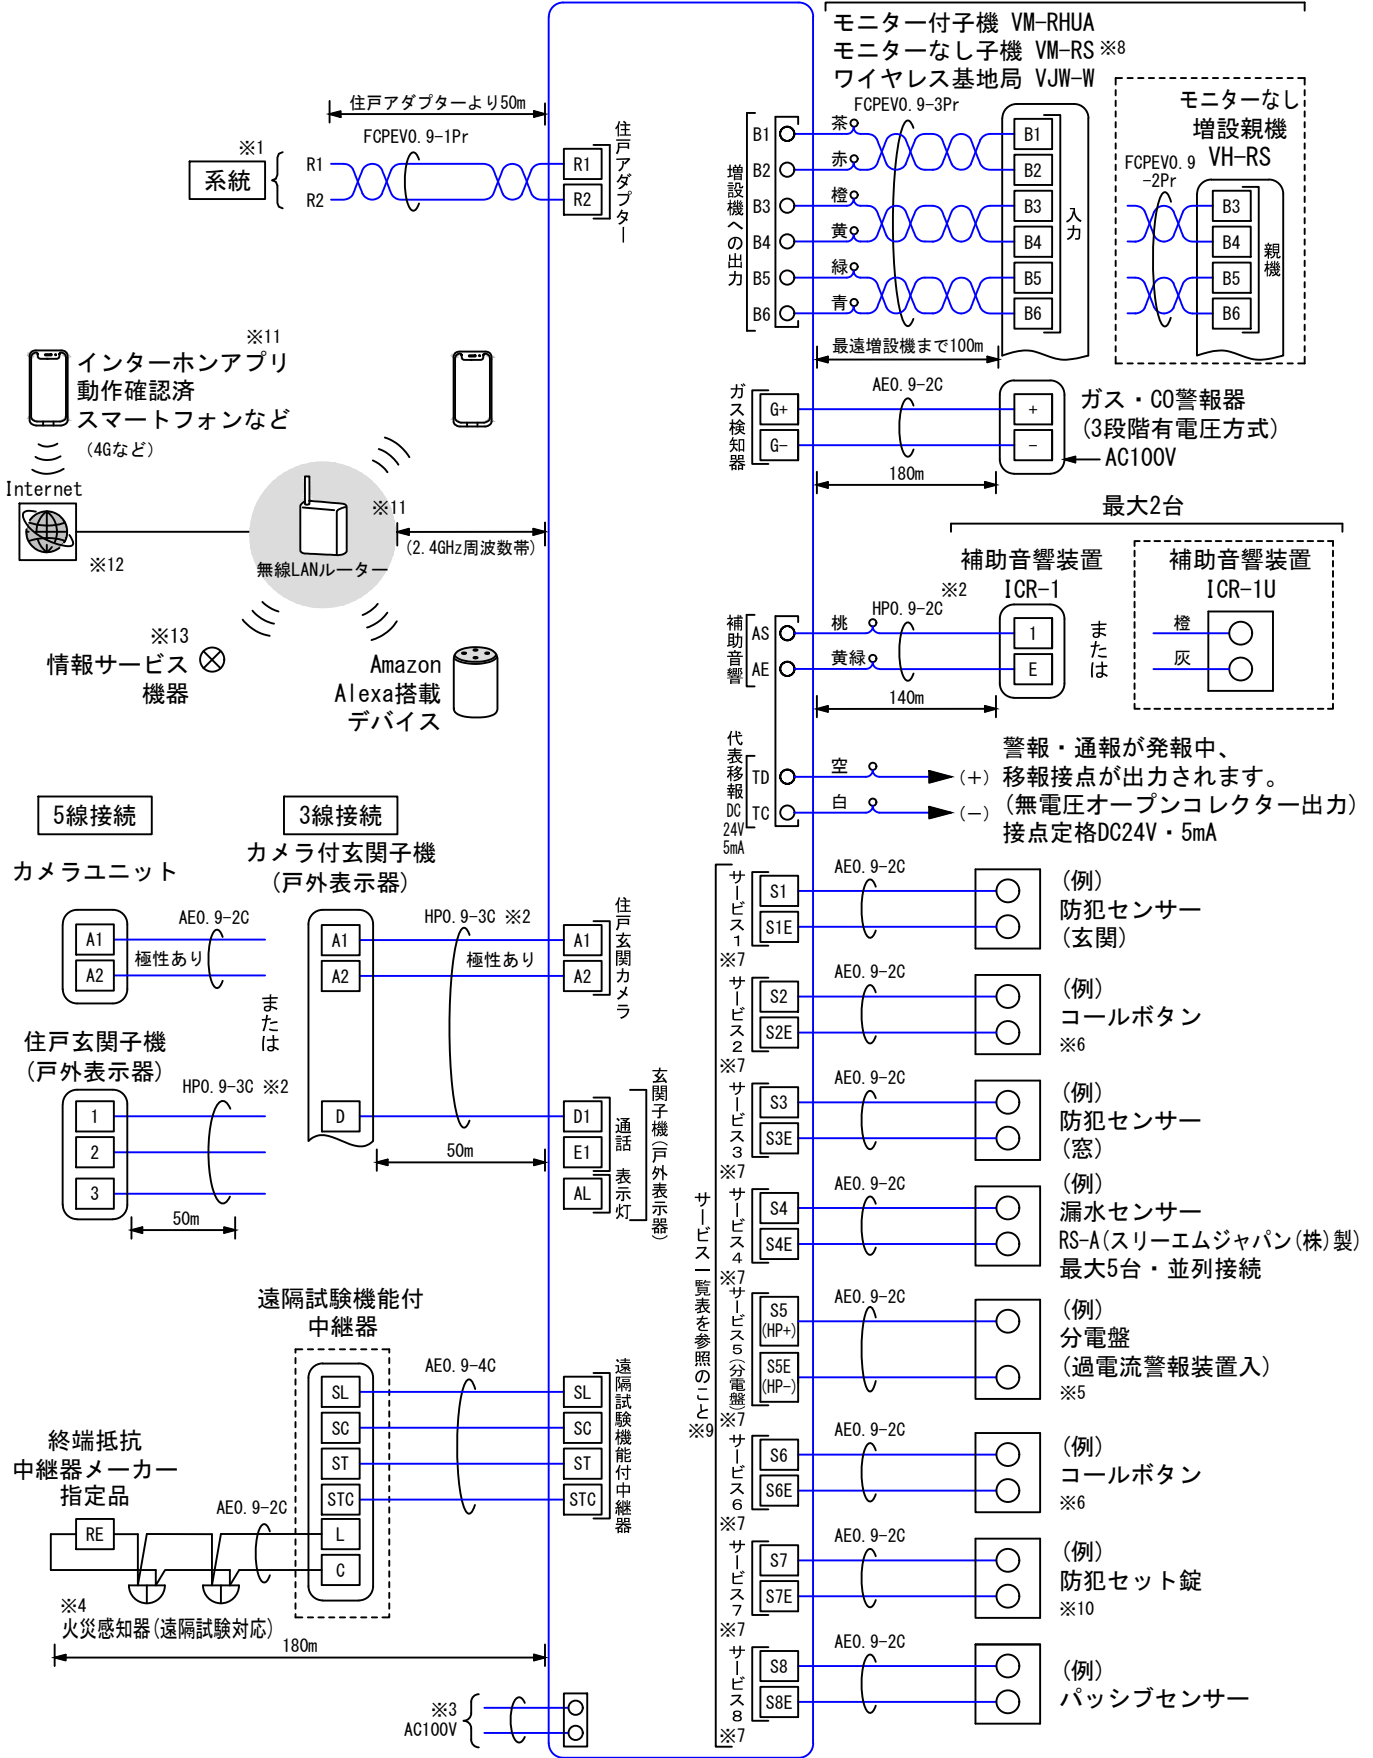 住戸アダプターより50m
FCPEV0.9-1Pr
※1
系統
R1
R2
R1
R2
住戸アダプター
※11
インターホンアプリ
動作確認済
スマートフォンなど
(4Gなど)
Internet
※12
※11
無線LANルーター
(2.4GHz周波数帯)
※13
情報サービス
機器
Amazon
Alexa搭載
デバイス
5線接続
カメラユニット
A1
A2
AE0.9-2C
極性あり
住戸玄関子機
(戸外表示器)
HP0.9-3C ※2
1
2
3
50m
または
3線接続
カメラ付玄関子機
(戸外表示器)
A1
A2
D
HP0.9-3C ※2
極性あり
50m
A1
A2
住戸玄関カメラ
D1
E1
AL
通話
表示灯
玄関子機(戸外表示器)
遠隔試験機能付
中継器
SL
SC
ST
STC
L
C
AE0.9-4C
SL
SC
ST
STC
遠隔試験機能付中継器
終端抵抗
中継器メーカー
指定品
RE
AE0.9-2C
※4
火災感知器(遠隔試験対応)
180m
※3
AC100V
モニター付子機 VM-RHUA
モニターなし子機 VM-RS ※8
ワイヤレス基地局 VJW-W
FCPEV0.9-3Pr
増設機への出力
B1
B2
B3
B4
B5
B6
茶
赤
橙
黄
緑
青
B1
B2
B3
B4
B5
B6
入力
最遠増設機まで100m
モニターなし
増設親機
VH-RS
FCPEV0.9
-2Pr
B3
B4
B5
B6
親機
ガス検知器
G+
G-
AE0.9-2C
+
-
180m
ガス・CO警報器
(3段階有電圧方式)
AC100V
最大2台
補助音響
AS
AE
桃
黄緑
HP0.9-2C
※2
補助音響装置
ICR-1
1
E
140m
または
補助音響装置
ICR-1U
橙
灰
代表移報
DC
24V
5mA
TD
TC
空
白
(+)
(-)
警報・通報が発報中、
移報接点が出力されます。
(無電圧オープンコレクター出力)
接点定格DC24V・5mA
サービス一覧表を参照のこと
※9
サービス1
※7
S1
S1E
AE0.9-2C
(例)
防犯センサー
(玄関)
サービス2
※7
S2
S2E
AE0.9-2C
(例)
コールボタン
※6
サービス3
※7
S3
S3E
AE0.9-2C
(例)
防犯センサー
(窓)
サービス4
※7
S4
S4E
AE0.9-2C
(例)
漏水センサー
RS-A(スリーエムジャパン(株)製)
最大5台・並列接続
サービス5(分電盤)
※7
S5
(HP+)
S5E
(HP-)
AE0.9-2C
(例)
分電盤
(過電流警報装置入)
※5
サービス6
※7
S6
S6E
AE0.9-2C
(例)
コールボタン
※6
サービス7
※7
S7
S7E
AE0.9-2C
(例)
防犯セット錠
※10
サービス8
※7
S8
S8E
AE0.9-2C
(例)
パッシブセンサー